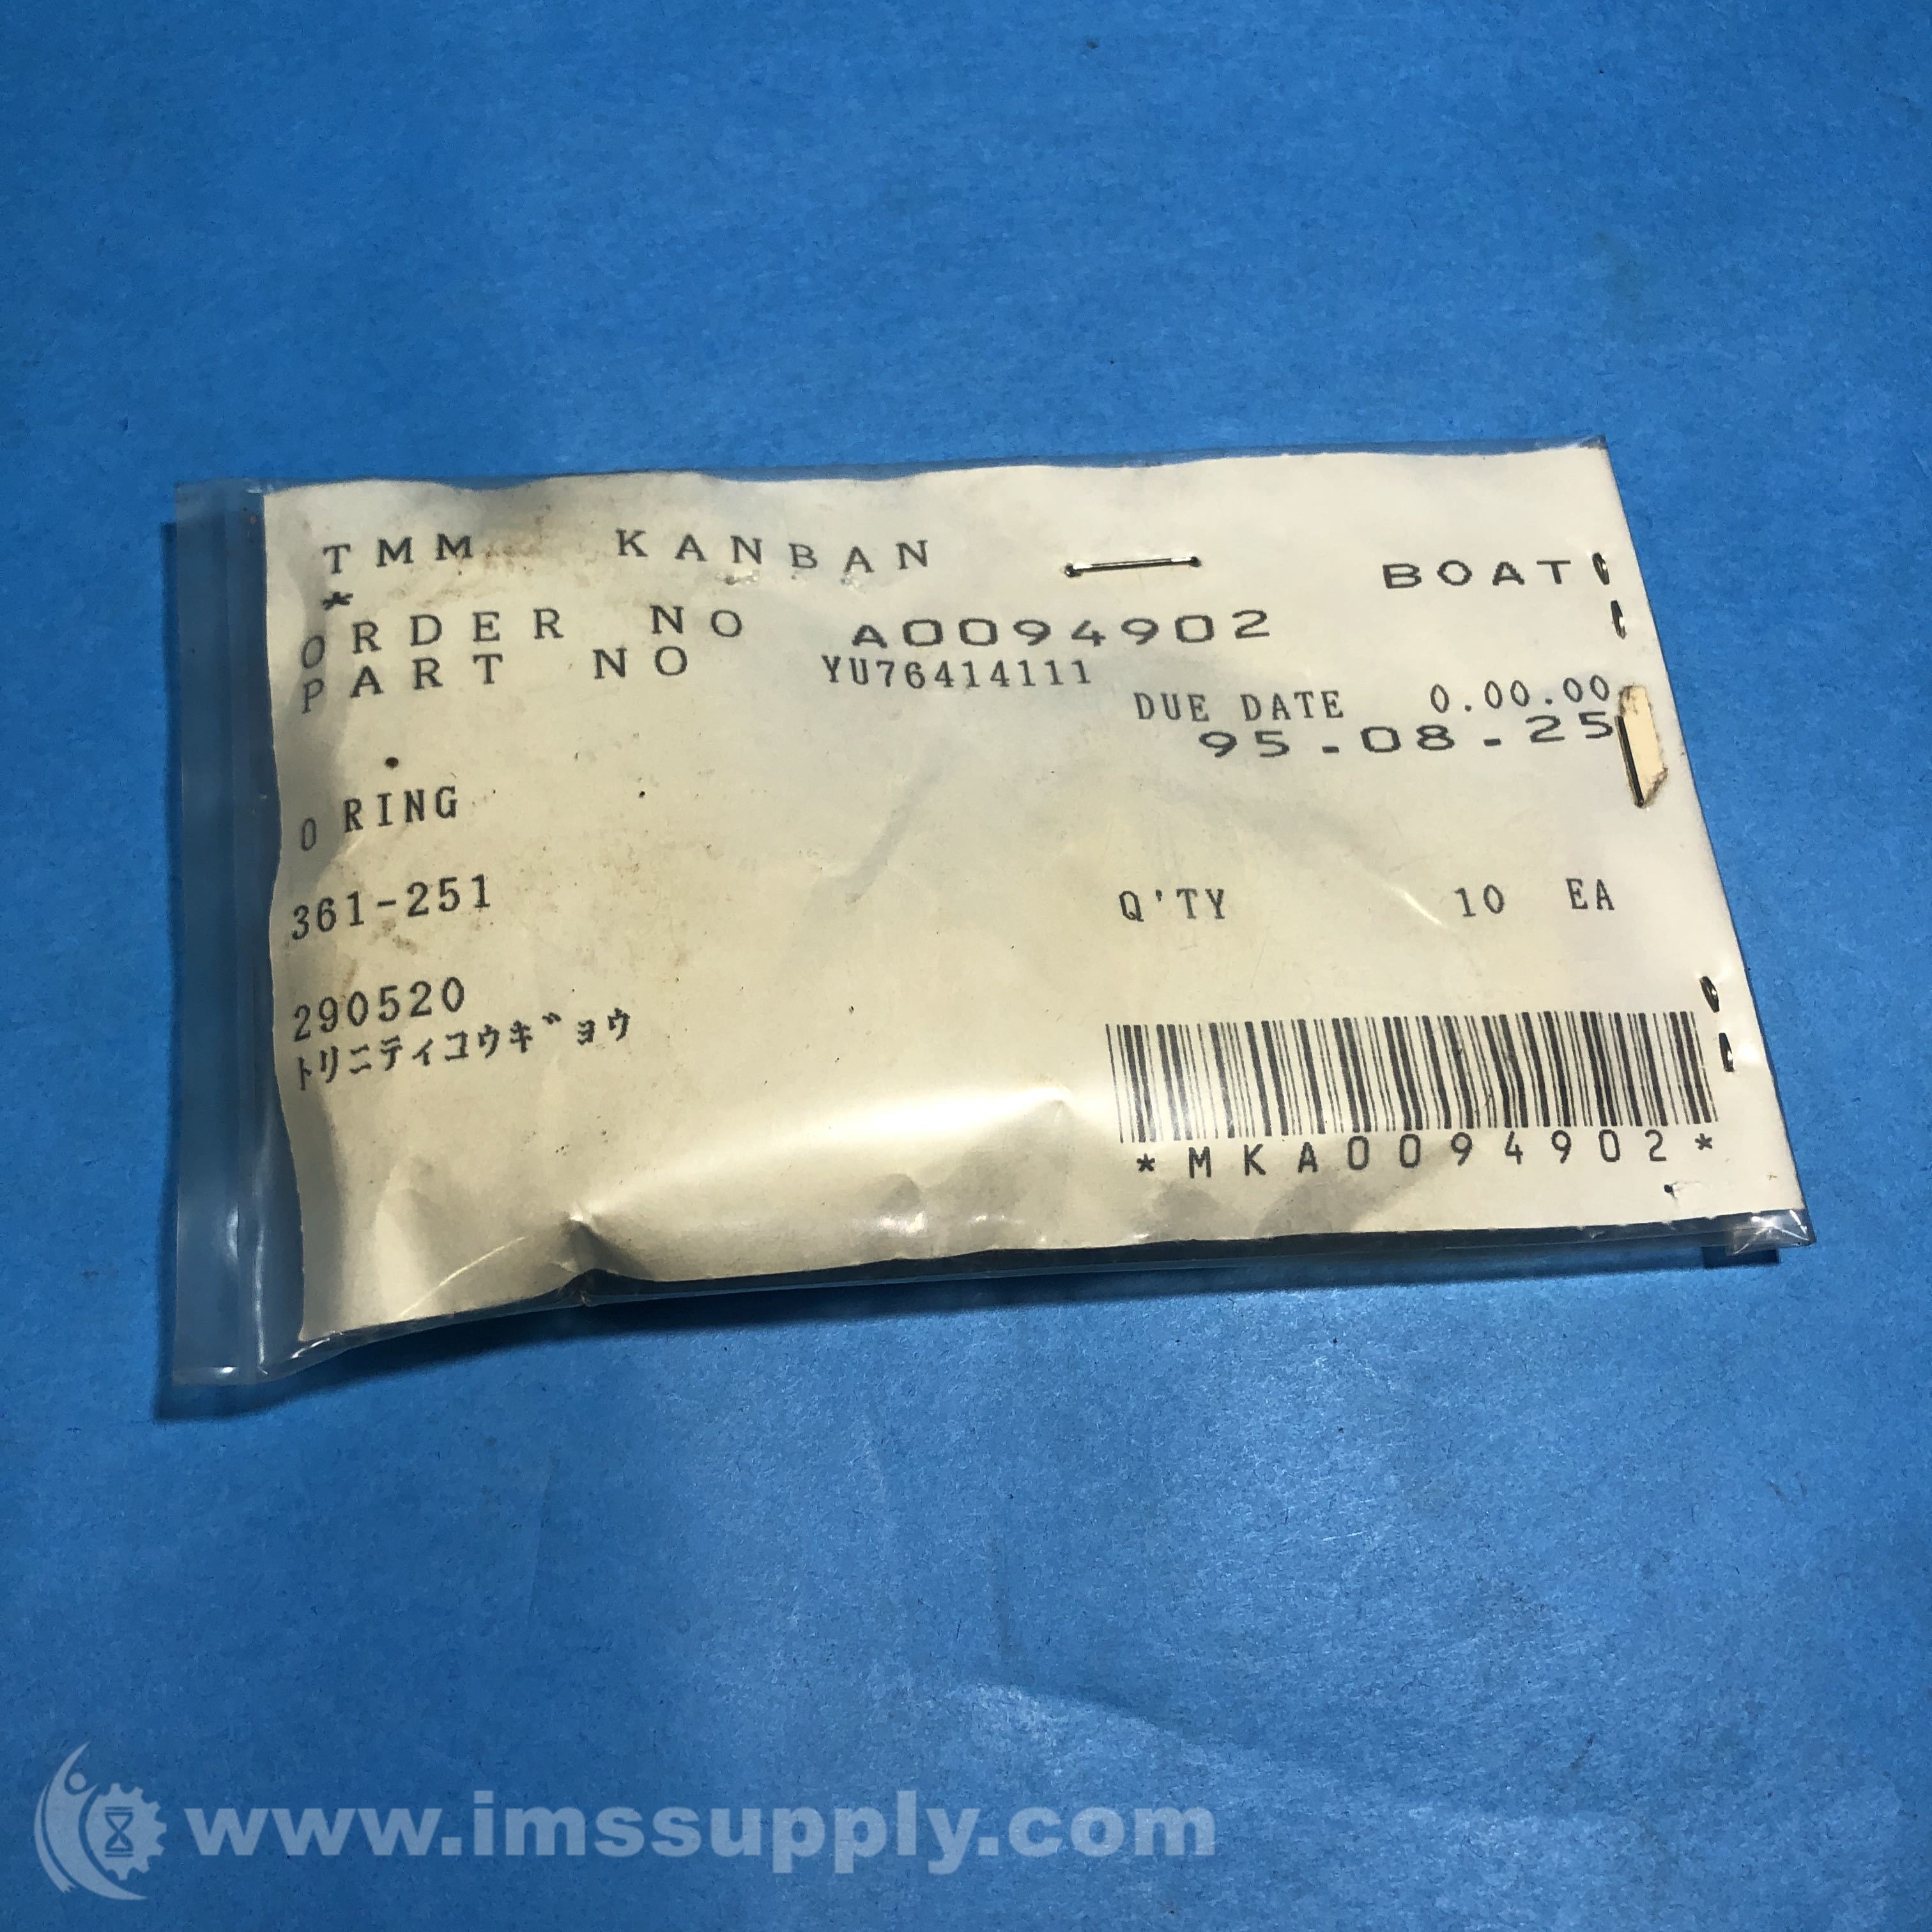 TMM KANBAN BOAT
*
ORDER NO A0094902
PART NO YU76414111
DUE DATE 0.00.00
95-08-25
O RING
361-251
Q'TY 10 EA
290520
トリニティコウギョウ
*MKA0094902*
www.imssupply.com